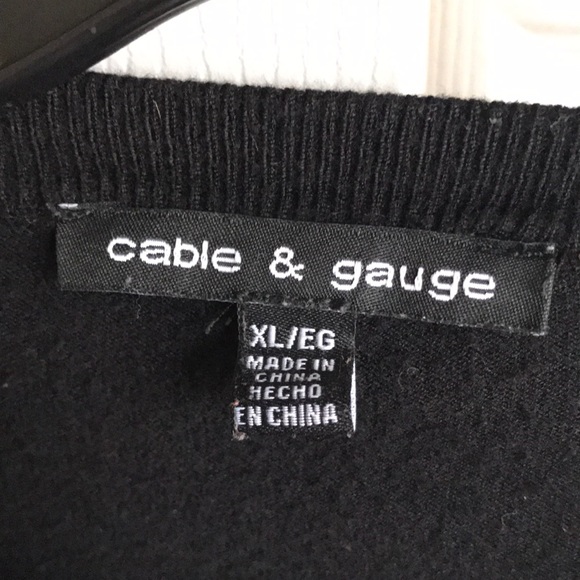 cable & gauge
XL/EG
MADE IN
CHINA
HECHO
EN CHINA